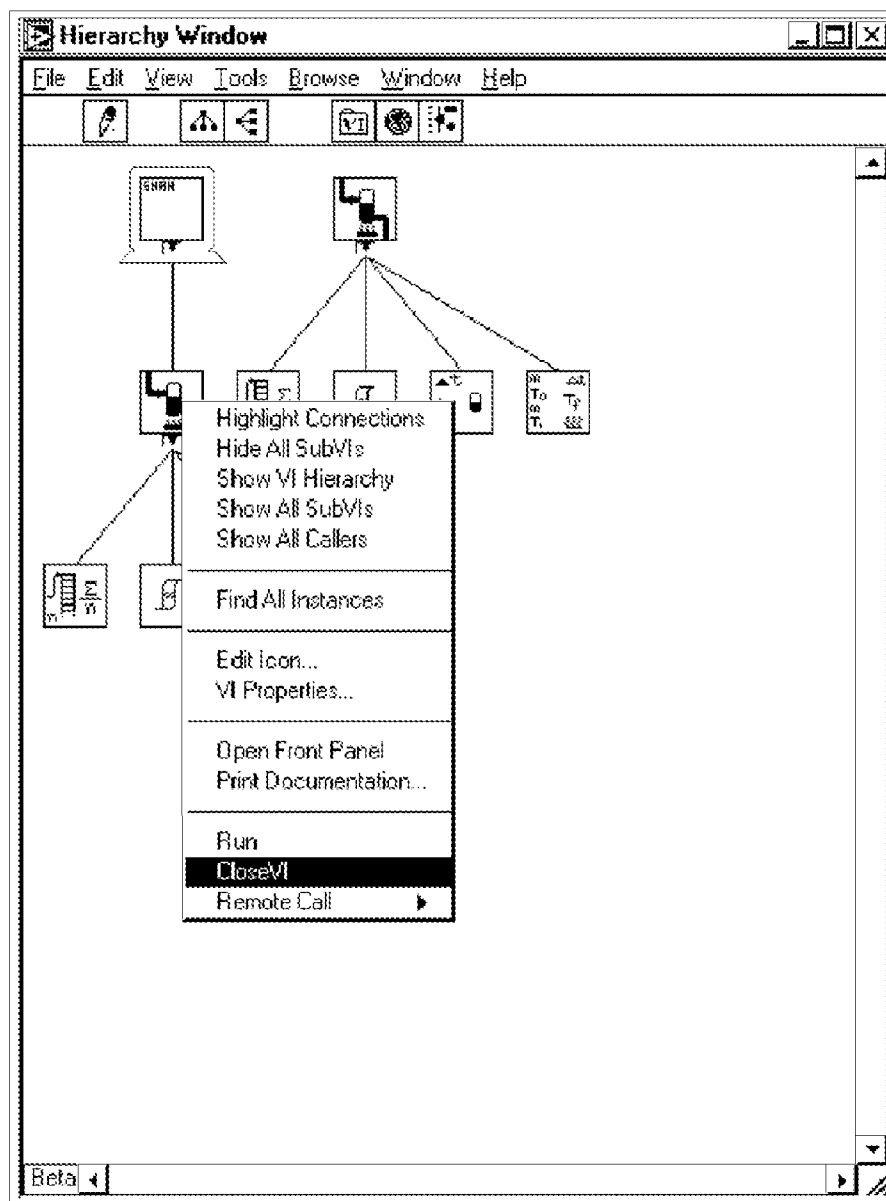 Hierarchy Window
File Edit View Tools Browse Window Help
VI
Highlight Connections
Hide All SubVIs
Show VI Hierarchy
Show All SubVIs
Show All Callers
Find All Instances
Edit Icon...
VI Properties...
Open Front Panel
Print Documentation...
Run
CloseVI
Remote Call
Beta